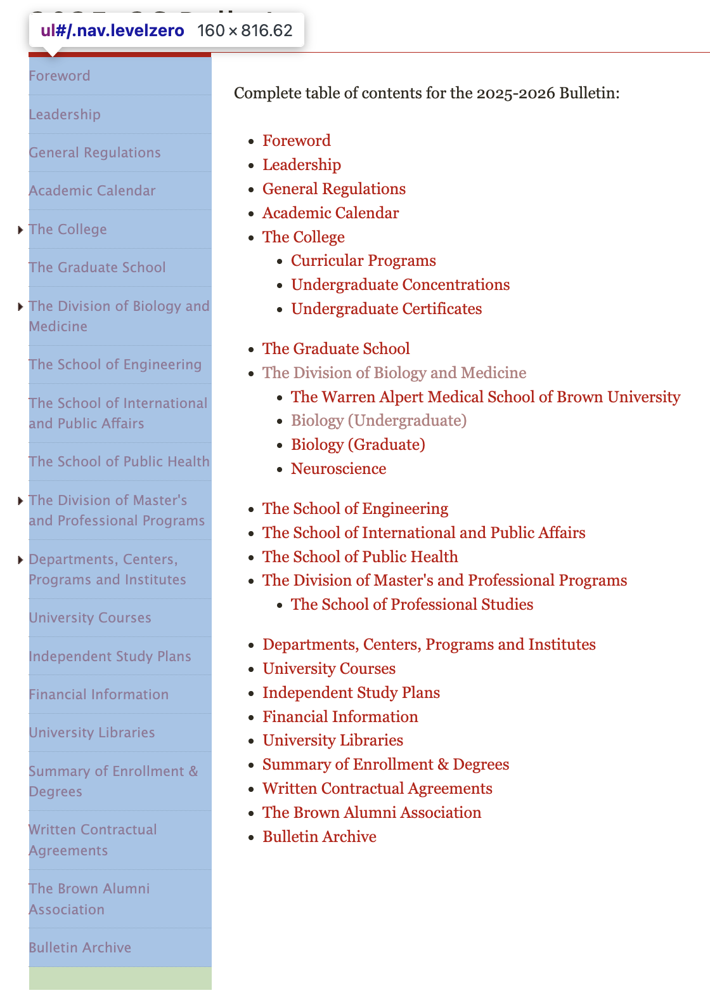 ul#/.nav.levelzero 160 × 816.62
Foreword
Leadership
General Regulations
Academic Calendar
The College
The Graduate School
The Division of Biology and
Medicine
The School of Engineering
The School of International
and Public Affairs
The School of Public Health
The Division of Master's
and Professional Programs
Departments, Centers,
Programs and Institutes
University Courses
Independent Study Plans
Financial Information
University Libraries
Summary of Enrollment &
Degrees
Written Contractual
Agreements
The Brown Alumni
Association
Bulletin Archive
Complete table of contents for the 2025-2026 Bulletin:
Foreword
Leadership
General Regulations
Academic Calendar
The College
Curricular Programs
Undergraduate Concentrations
Undergraduate Certificates
The Graduate School
The Division of Biology and Medicine
The Warren Alpert Medical School of Brown University
Biology (Undergraduate)
Biology (Graduate)
Neuroscience
The School of Engineering
The School of International and Public Affairs
The School of Public Health
The Division of Master's and Professional Programs
The School of Professional Studies
Departments, Centers, Programs and Institutes
University Courses
Independent Study Plans
Financial Information
University Libraries
Summary of Enrollment & Degrees
Written Contractual Agreements
The Brown Alumni Association
Bulletin Archive